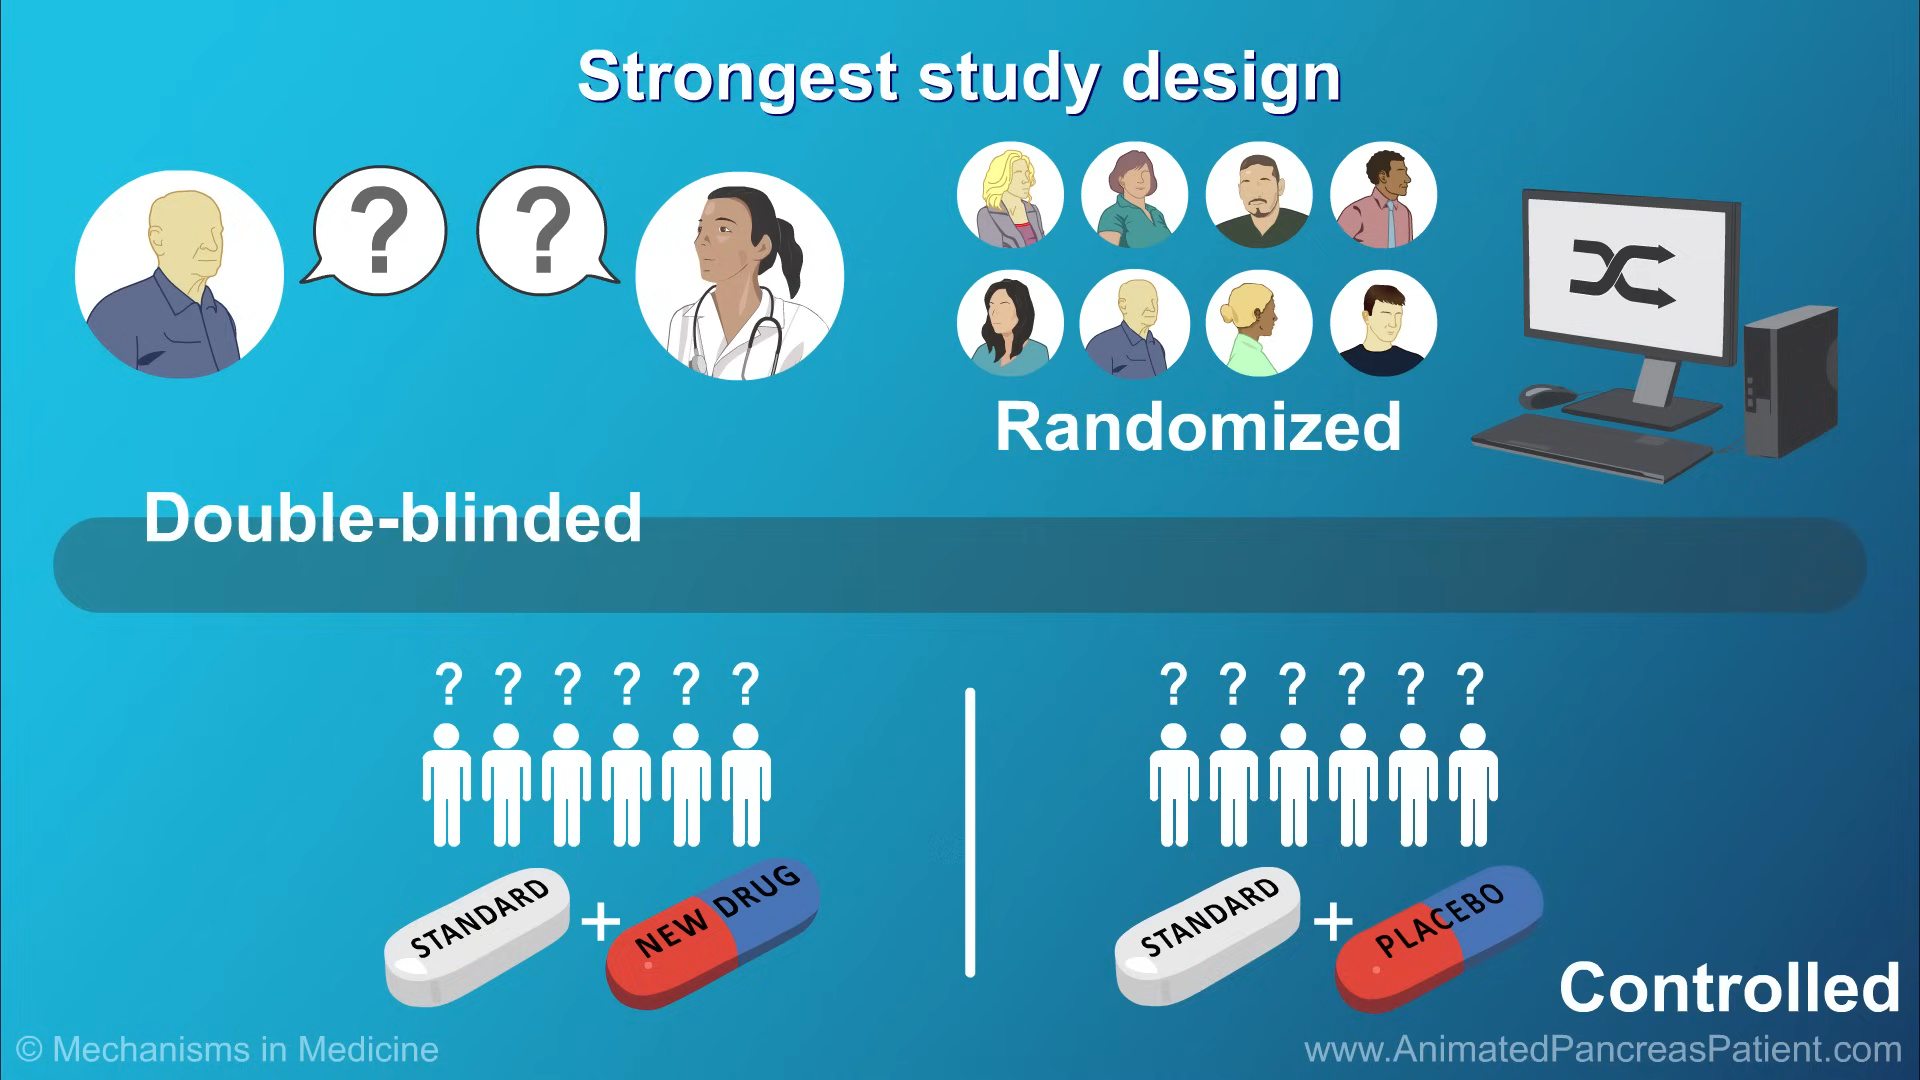 Strongest study design
? ?
Randomized
Double-blinded
? ? ? ? ? ?
? ? ? ? ? ?
STANDARD + NEW DRUG
STANDARD + PLACEBO
Controlled
© Mechanisms in Medicine
www.AnimatedPancreasPatient.com